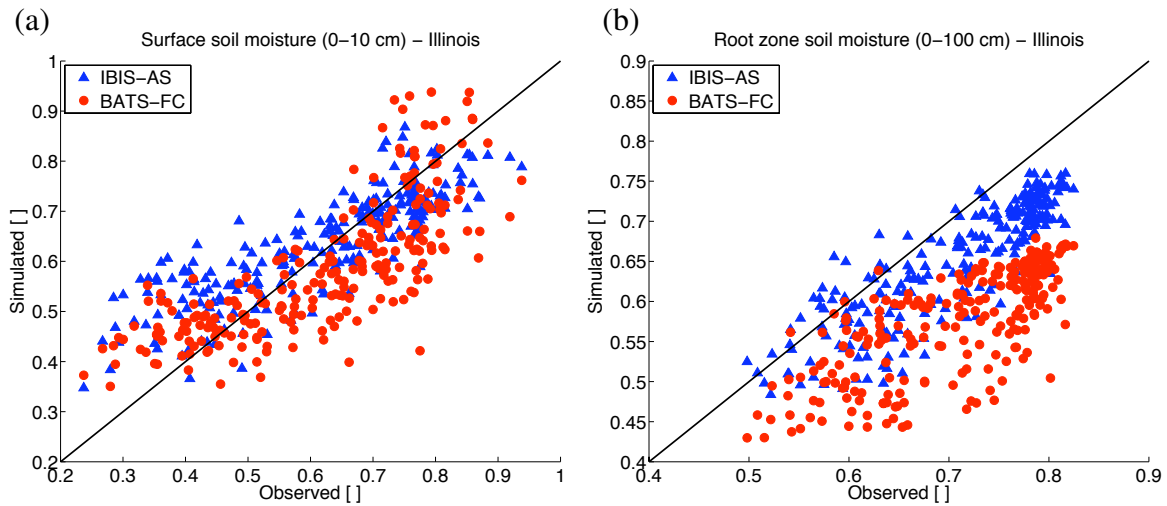 (a)
Surface soil moisture (0−10 cm) − Illinois
IBIS−AS
BATS−FC
Simulated [ ]
1
0.9
0.8
0.7
0.6
0.5
0.4
0.3
0.2
0.2 0.3 0.4 0.5 0.6 0.7 0.8 0.9 1
Observed [ ]
(b)
Root zone soil moisture (0−100 cm) − Illinois
IBIS−AS
BATS−FC
Simulated [ ]
0.9
0.85
0.8
0.75
0.7
0.65
0.6
0.55
0.5
0.45
0.4
0.4 0.5 0.6 0.7 0.8 0.9
Observed [ ]